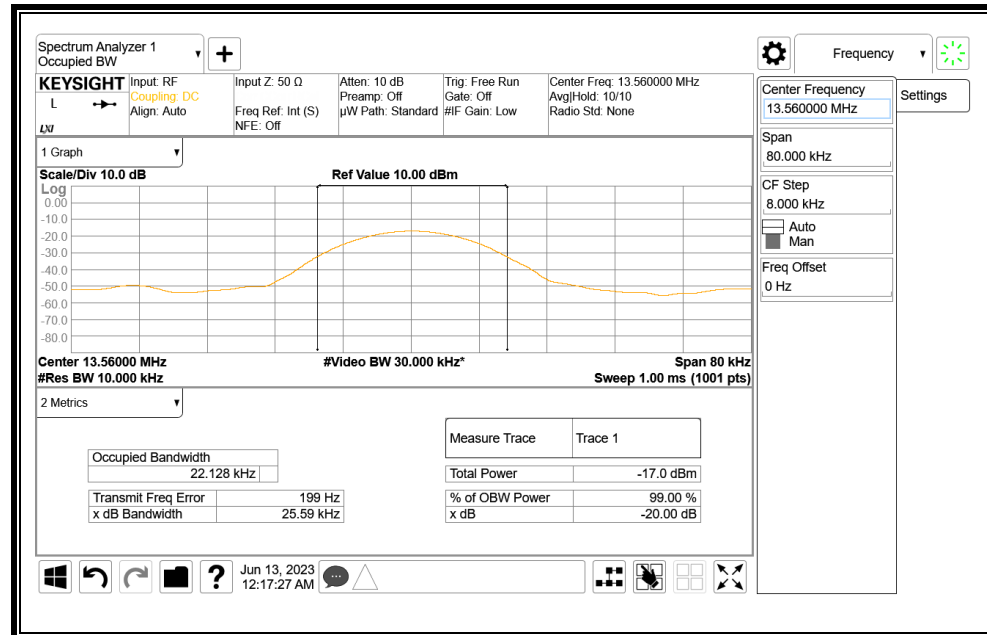 Spectrum Analyzer 1
Occupied BW
▼
+
Frequency
▼
KEYSIGHT
L
LXI
Input: RF
Coupling: DC
Align: Auto
Input Z: 50 Ω
Freq Ref: Int (S)
NFE: Off
Atten: 10 dB
Preamp: Off
µW Path: Standard
Trig: Free Run
Gate: Off
#IF Gain: Low
Center Freq: 13.560000 MHz
Avg|Hold: 10/10
Radio Std: None
Center Frequency
13.560000 MHz
Settings
Span
80.000 kHz
CF Step
8.000 kHz
Auto
Man
Freq Offset
0 Hz
1 Graph ▼
Scale/Div 10.0 dB
Ref Value 10.00 dBm
Log
0.00
-10.0
-20.0
-30.0
-40.0
-50.0
-60.0
-70.0
-80.0
Center 13.56000 MHz
#Video BW 30.000 kHz*
Span 80 kHz
#Res BW 10.000 kHz
Sweep 1.00 ms (1001 pts)
2 Metrics ▼
Measure Trace Trace 1
Occupied Bandwidth
22.128 kHz
Total Power -17.0 dBm
Transmit Freq Error 199 Hz
% of OBW Power 99.00 %
x dB Bandwidth 25.59 kHz
x dB -20.00 dB
?
Jun 13, 2023
12:17:27 AM